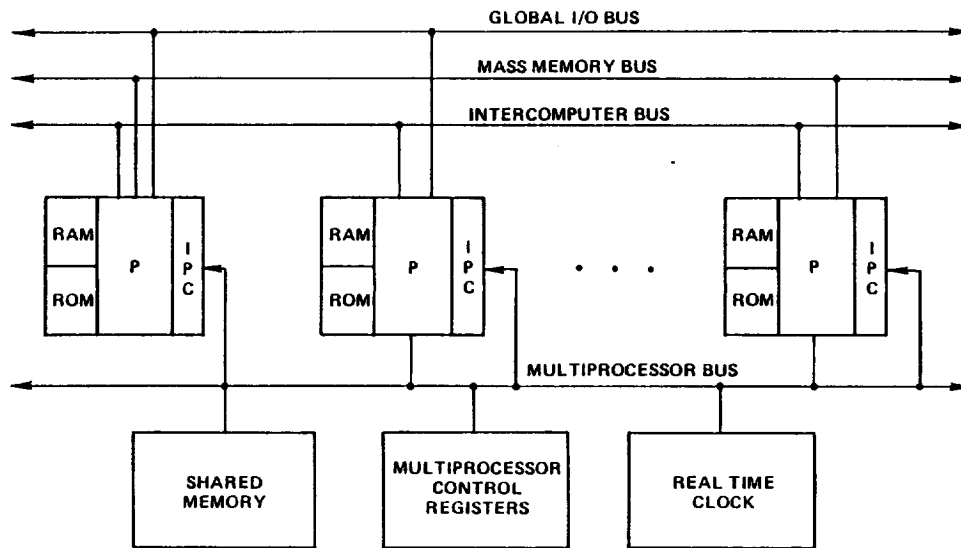 GLOBAL I/O BUS
MASS MEMORY BUS
INTERCOMPUTER BUS
RAM
ROM
P
I
P
C
RAM
ROM
P
I
P
C
. . .
RAM
ROM
P
I
P
C
MULTIPROCESSOR BUS
SHARED
MEMORY
MULTIPROCESSOR
CONTROL
REGISTERS
REAL TIME
CLOCK